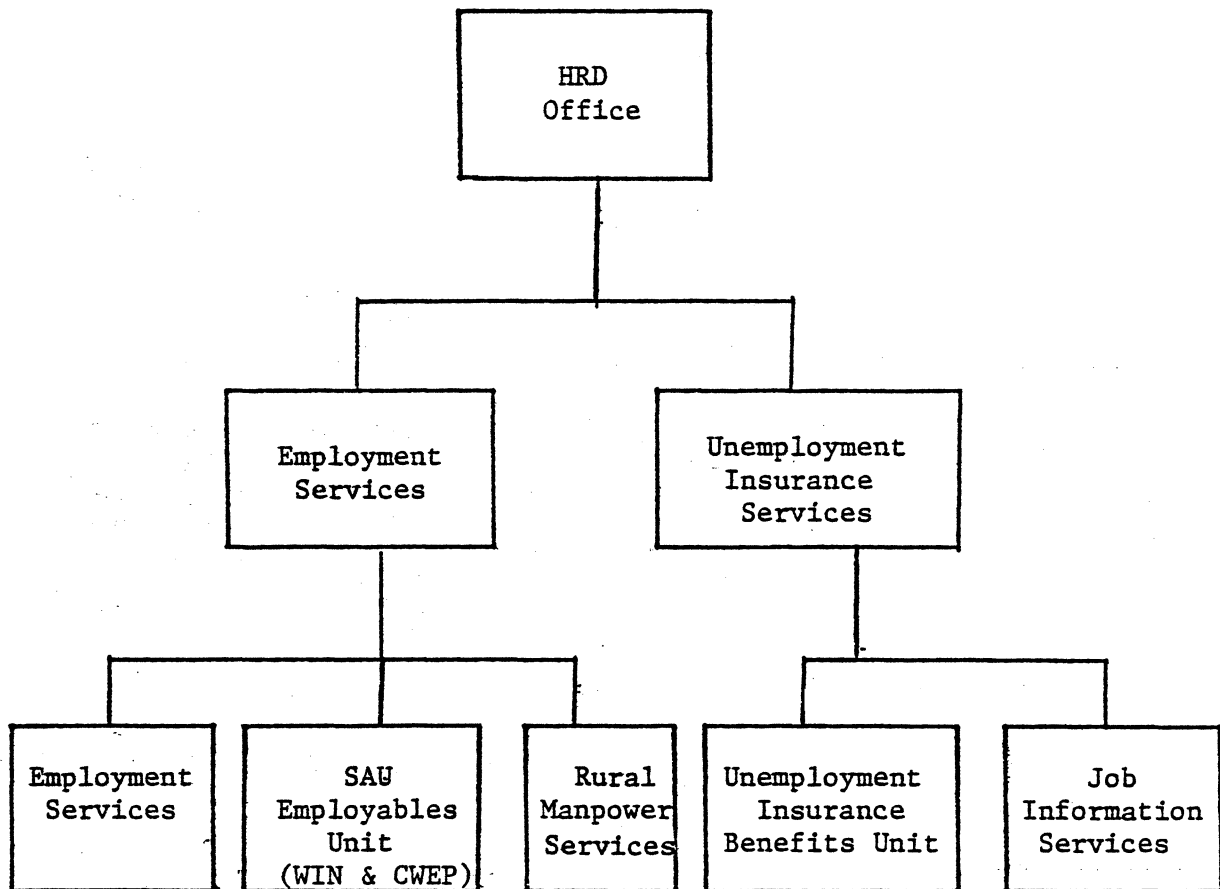 HRD
Office
Employment
Services
Unemployment
Insurance
Services
Employment
Services
SAU
Employables
Unit
(WIN & CWEP)
Rural
Manpower
Services
Unemployment
Insurance
Benefits Unit
Job
Information
Services